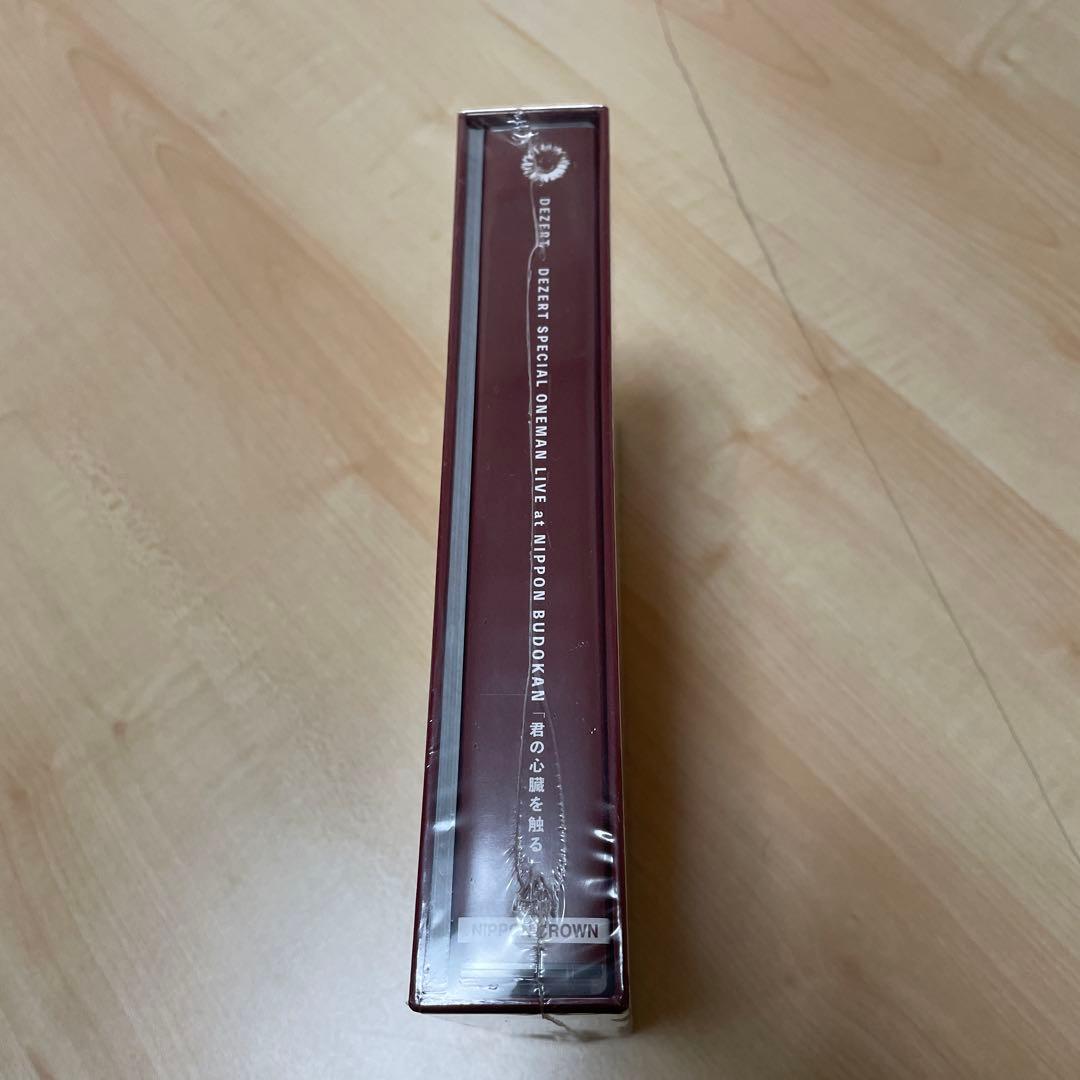 DEZERT DEZERT SPECIAL ONEMAN LIVE at NIPPON BUDOKAN「君の心臓を触る」
NIPPON CROWN